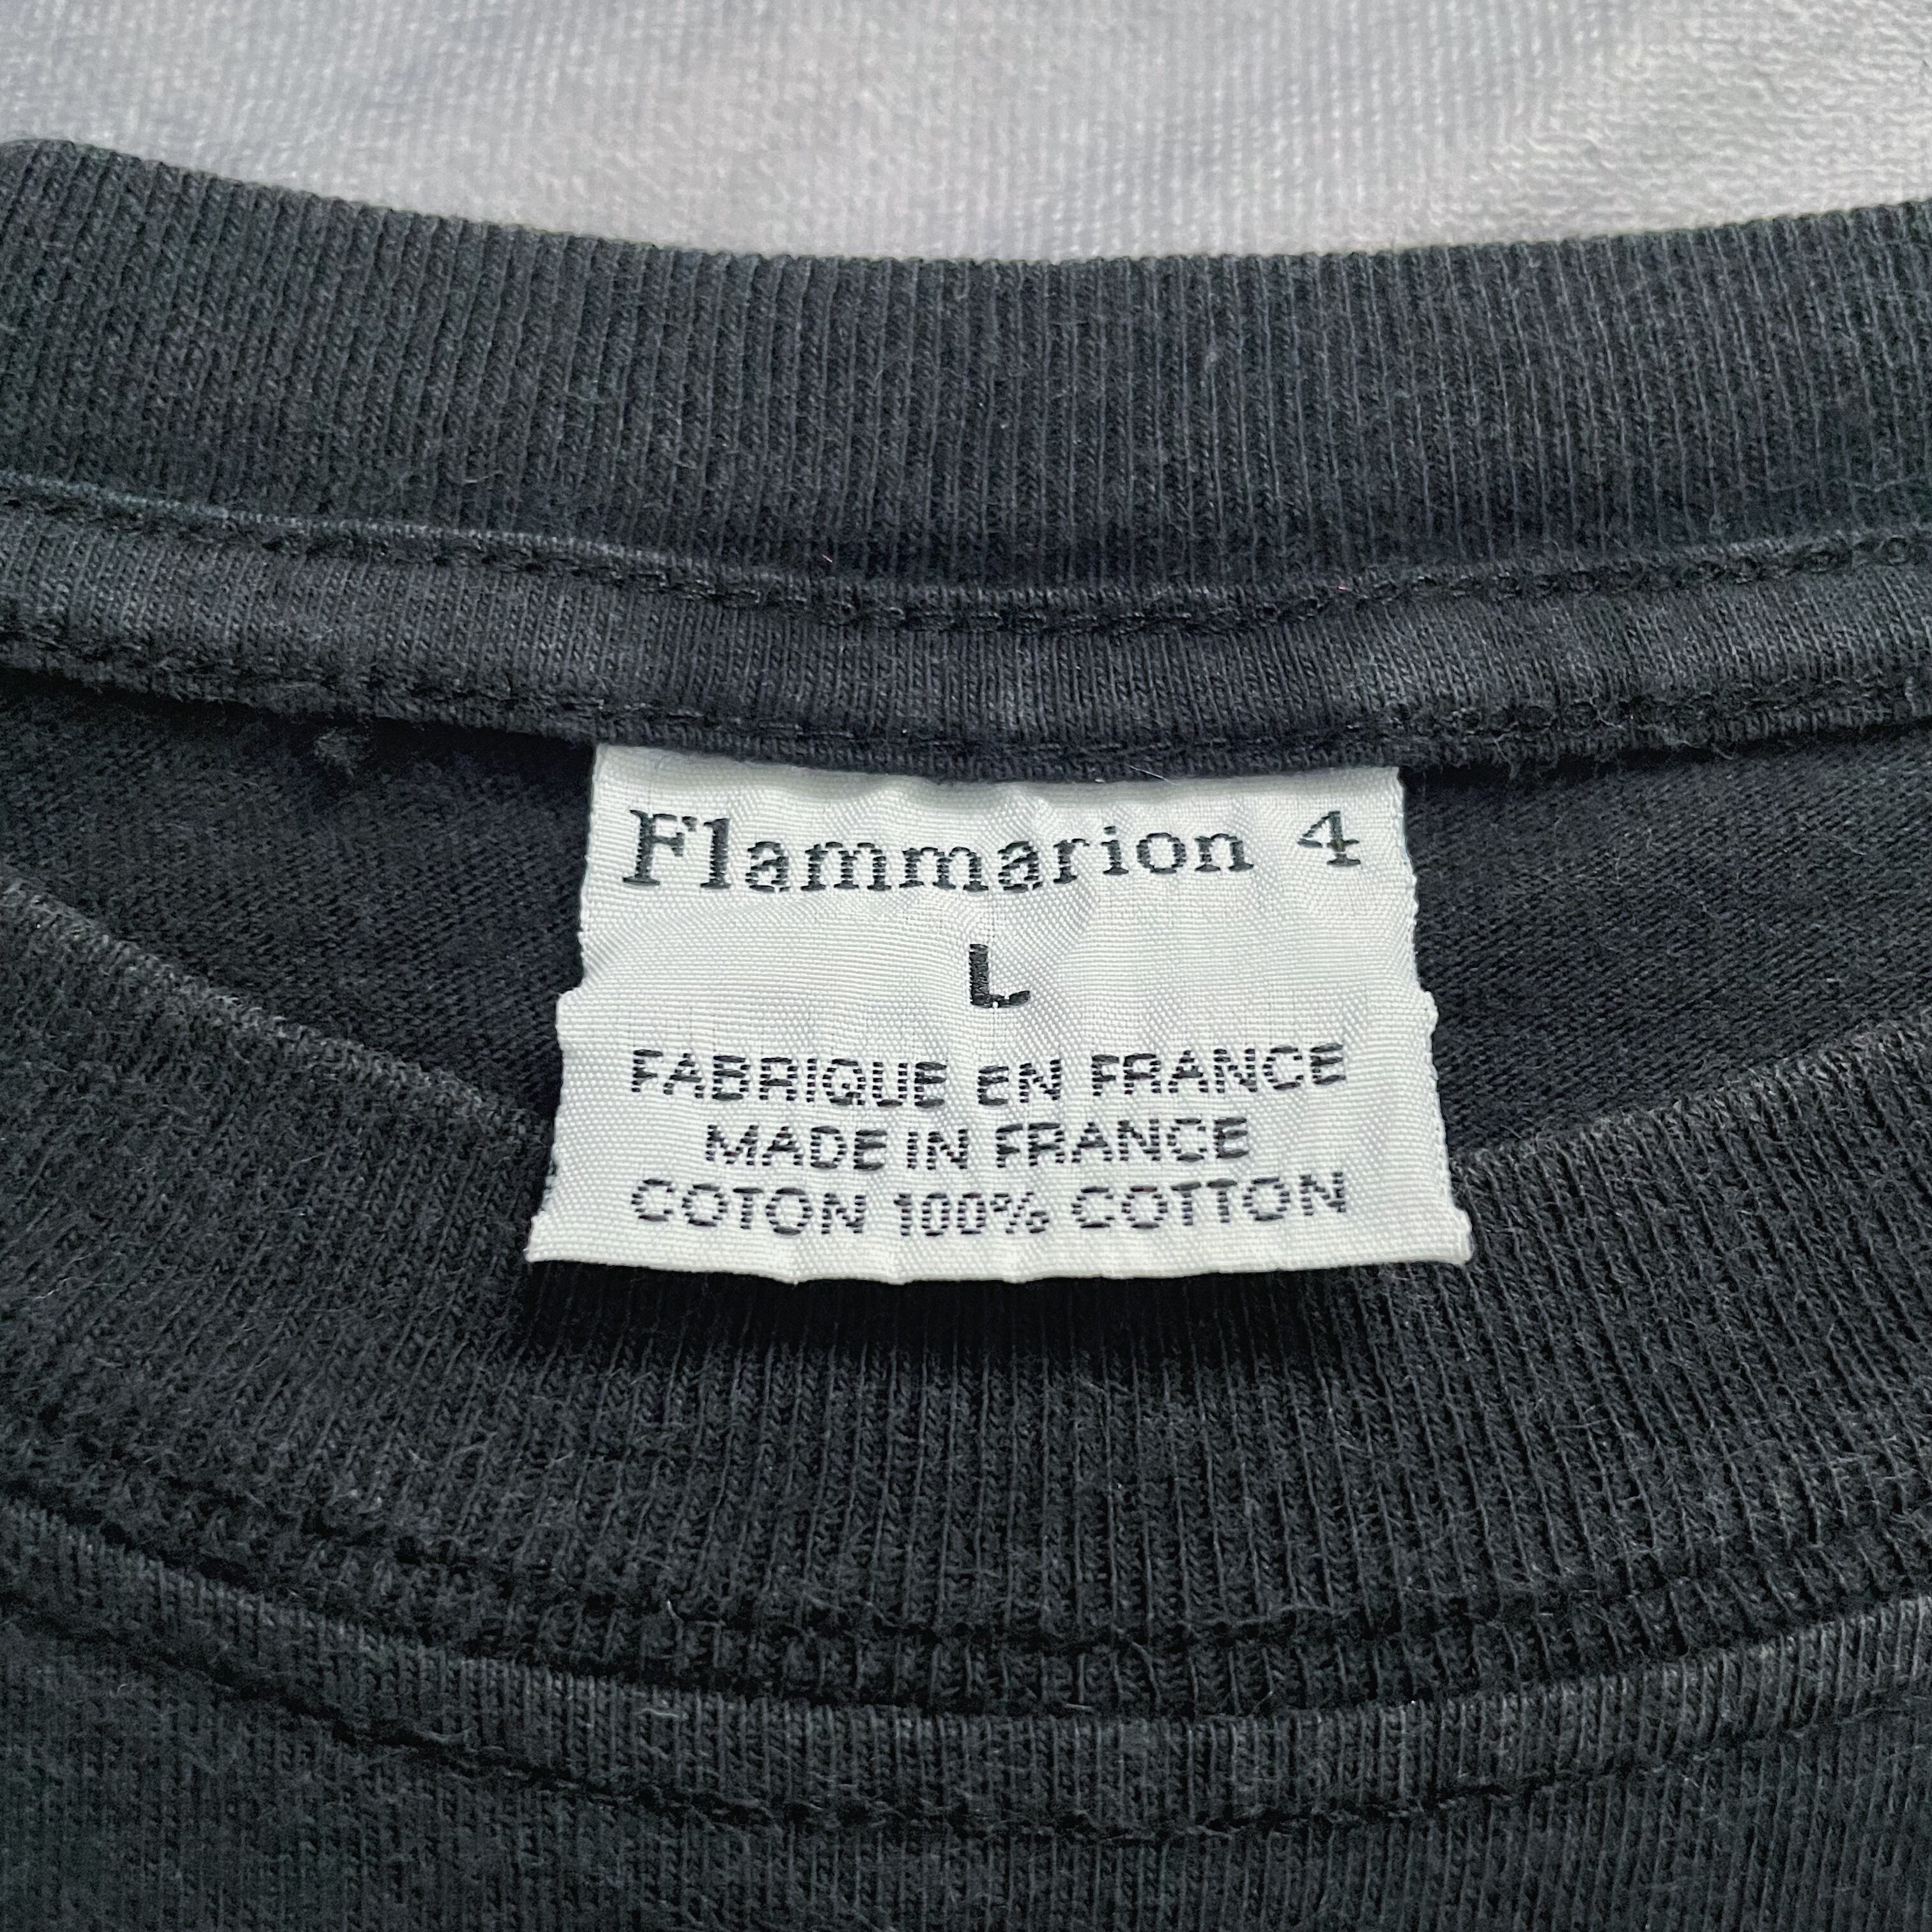 Flammarion 4
L
FABRIQUE EN FRANCE
MADE IN FRANCE
COTON 100% COTTON